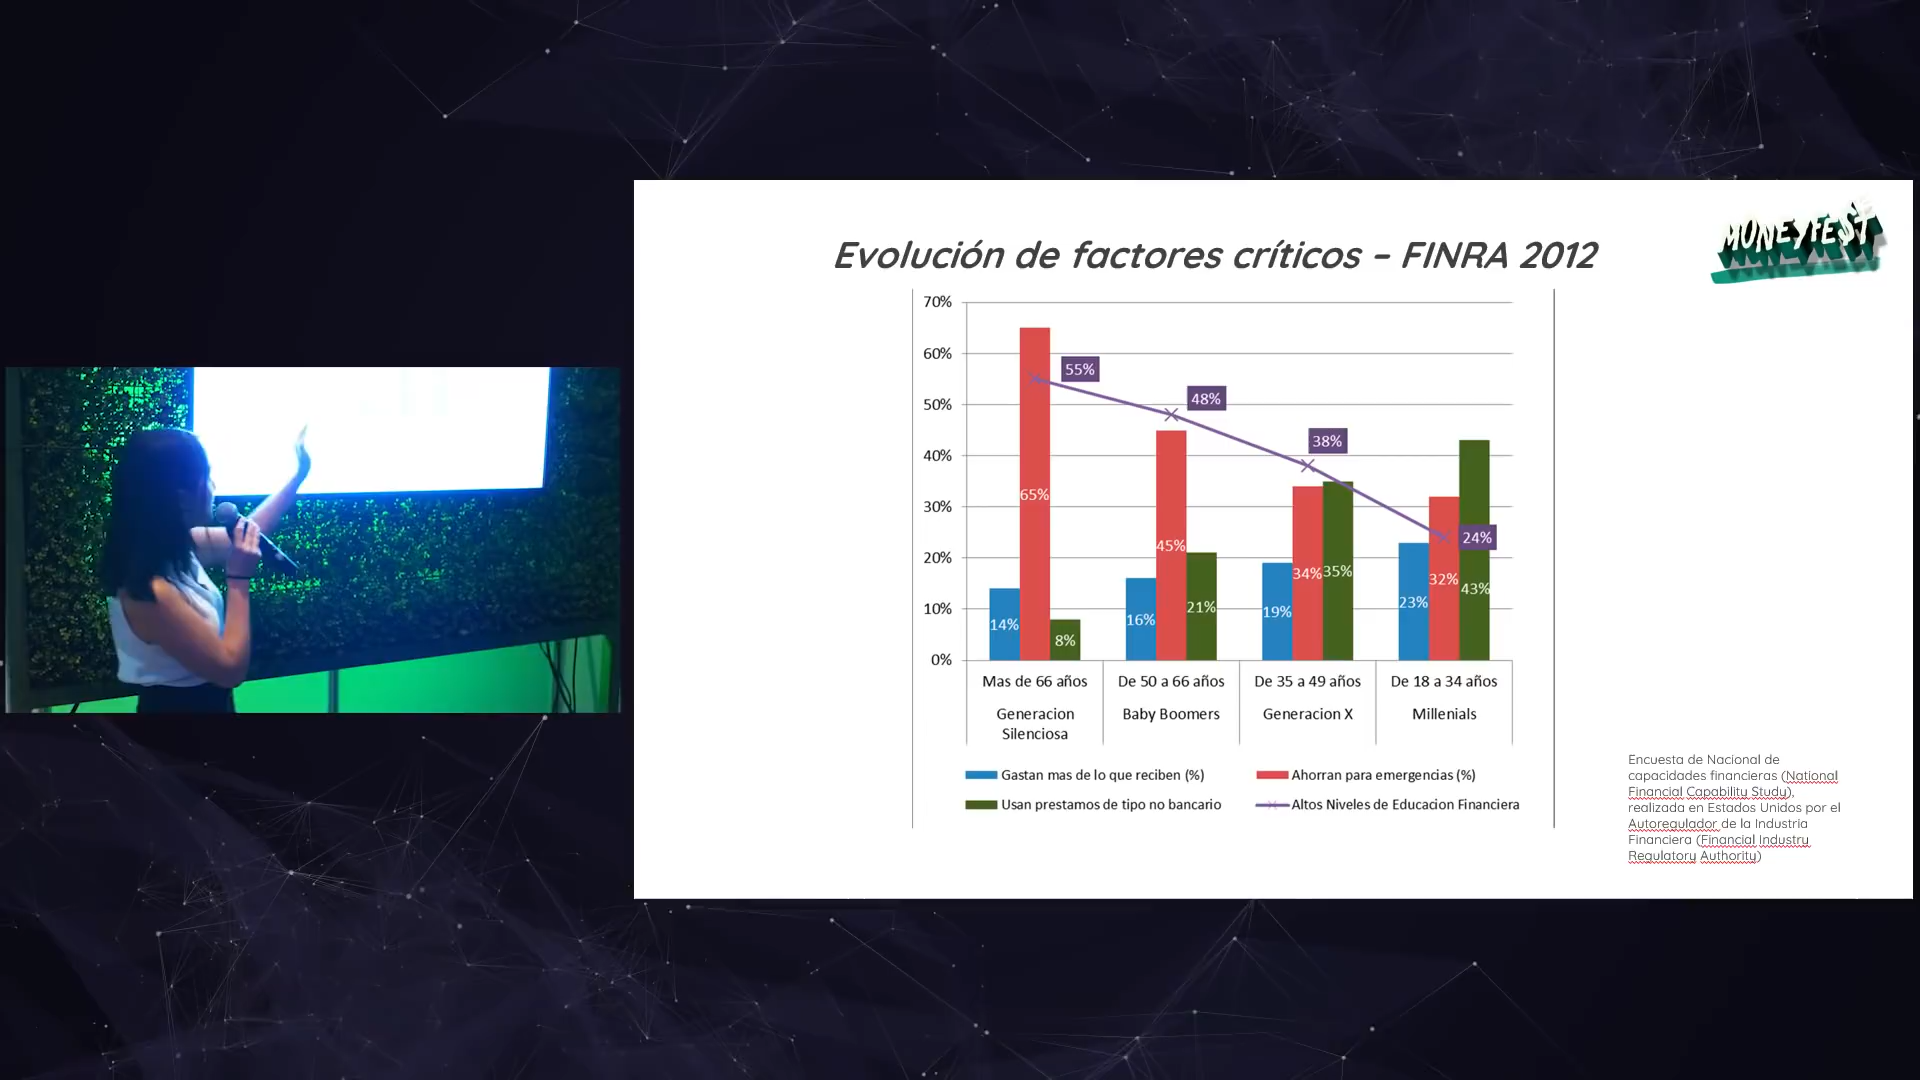 Evolución de factores críticos – FINRA 2012
MONEYFEST
70%
60%
50%
40%
30%
20%
10%
0%
55%
48%
38%
24%
14%
65%
8%
16%
45%
21%
19%
34%
35%
23%
32%
43%
Mas de 66 años
De 50 a 66 años
De 35 a 49 años
De 18 a 34 años
Generacion
Silenciosa
Baby Boomers
Generacion X
Millenials
Gastan mas de lo que reciben (%)
Ahorran para emergencias (%)
Usan prestamos de tipo no bancario
Altos Niveles de Educacion Financiera
Encuesta de Nacional de
capacidades financieras (National
Financial Capability Study),
realizada en Estados Unidos por el
Autoregulador de la Industria
Financiera (Financial Industry
Regulatory Authority)